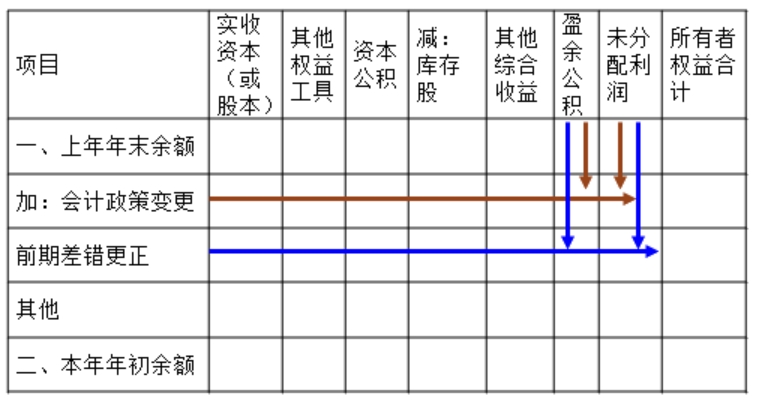 项目
实收
资本
（或
股本）
其他
权益
工具
资本
公积
减：
库存
股
其他
综合
收益
盈
余
公
积
未分
配利
润
所有者
权益合
计
一、上年年末余额
加：会计政策变更
前期差错更正
其他
二、本年年初余额